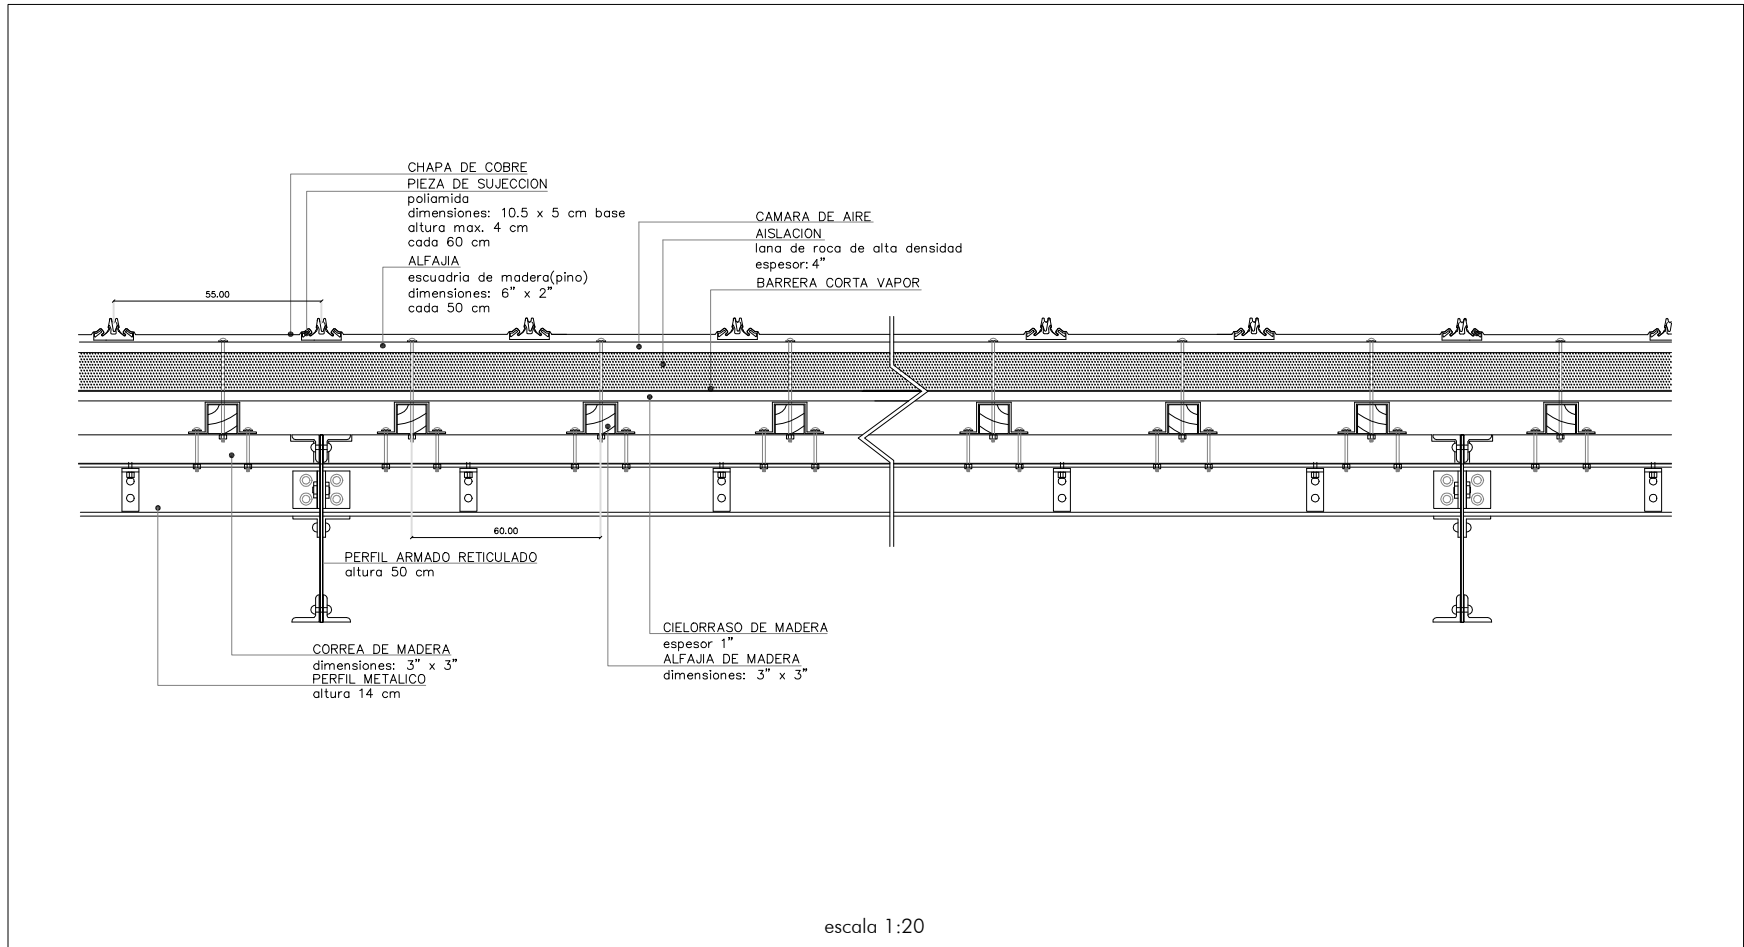 CHAPA DE COBRE
PIEZA DE SUJECCION
poliamida
dimensiones: 10.5 x 5 cm base
altura max. 4 cm
cada 60 cm
ALFAJIA
escuadria de madera(pino)
dimensiones: 6" x 2"
cada 50 cm
CAMARA DE AIRE
AISLACION
lana de roca de alta densidad
espesor: 4"
BARRERA CORTA VAPOR
55.00
60.00
PERFIL ARMADO RETICULADO
altura 50 cm
CORREA DE MADERA
dimensiones: 3" x 3"
PERFIL METALICO
altura 14 cm
CIELORRASO DE MADERA
espesor 1"
ALFAJIA DE MADERA
dimensiones: 3" x 3"
escala 1:20